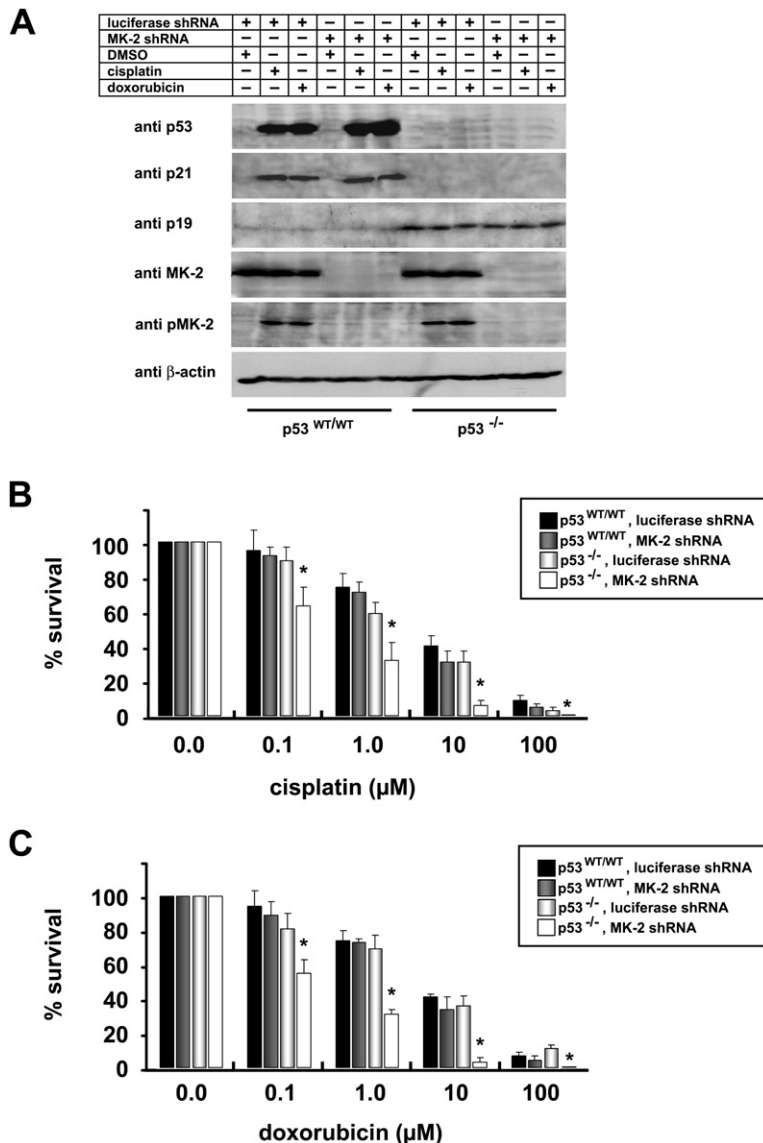 A
luciferase shRNA + + + – – – + + + – – –
MK-2 shRNA – – – + + + – – – + + +
DMSO + – – + – – + – – + – –
cisplatin – + – – + – – + – – + –
doxorubicin – – + – – + – – + – – +
anti p53
anti p21
anti p19
anti MK-2
anti pMK-2
anti β-actin
p53 WT/WT
p53 -/-
B
p53 WT/WT , luciferase shRNA
p53 WT/WT , MK-2 shRNA
p53 -/- , luciferase shRNA
p53 -/- , MK-2 shRNA
% survival
100
80
60
40
20
0
* * * *
0.0 0.1 1.0 10 100
cisplatin (µM)
C
p53 WT/WT , luciferase shRNA
p53 WT/WT , MK-2 shRNA
p53 -/- , luciferase shRNA
p53 -/- , MK-2 shRNA
% survival
100
80
60
40
20
0
* * * *
0.0 0.1 1.0 10 100
doxorubicin (µM)